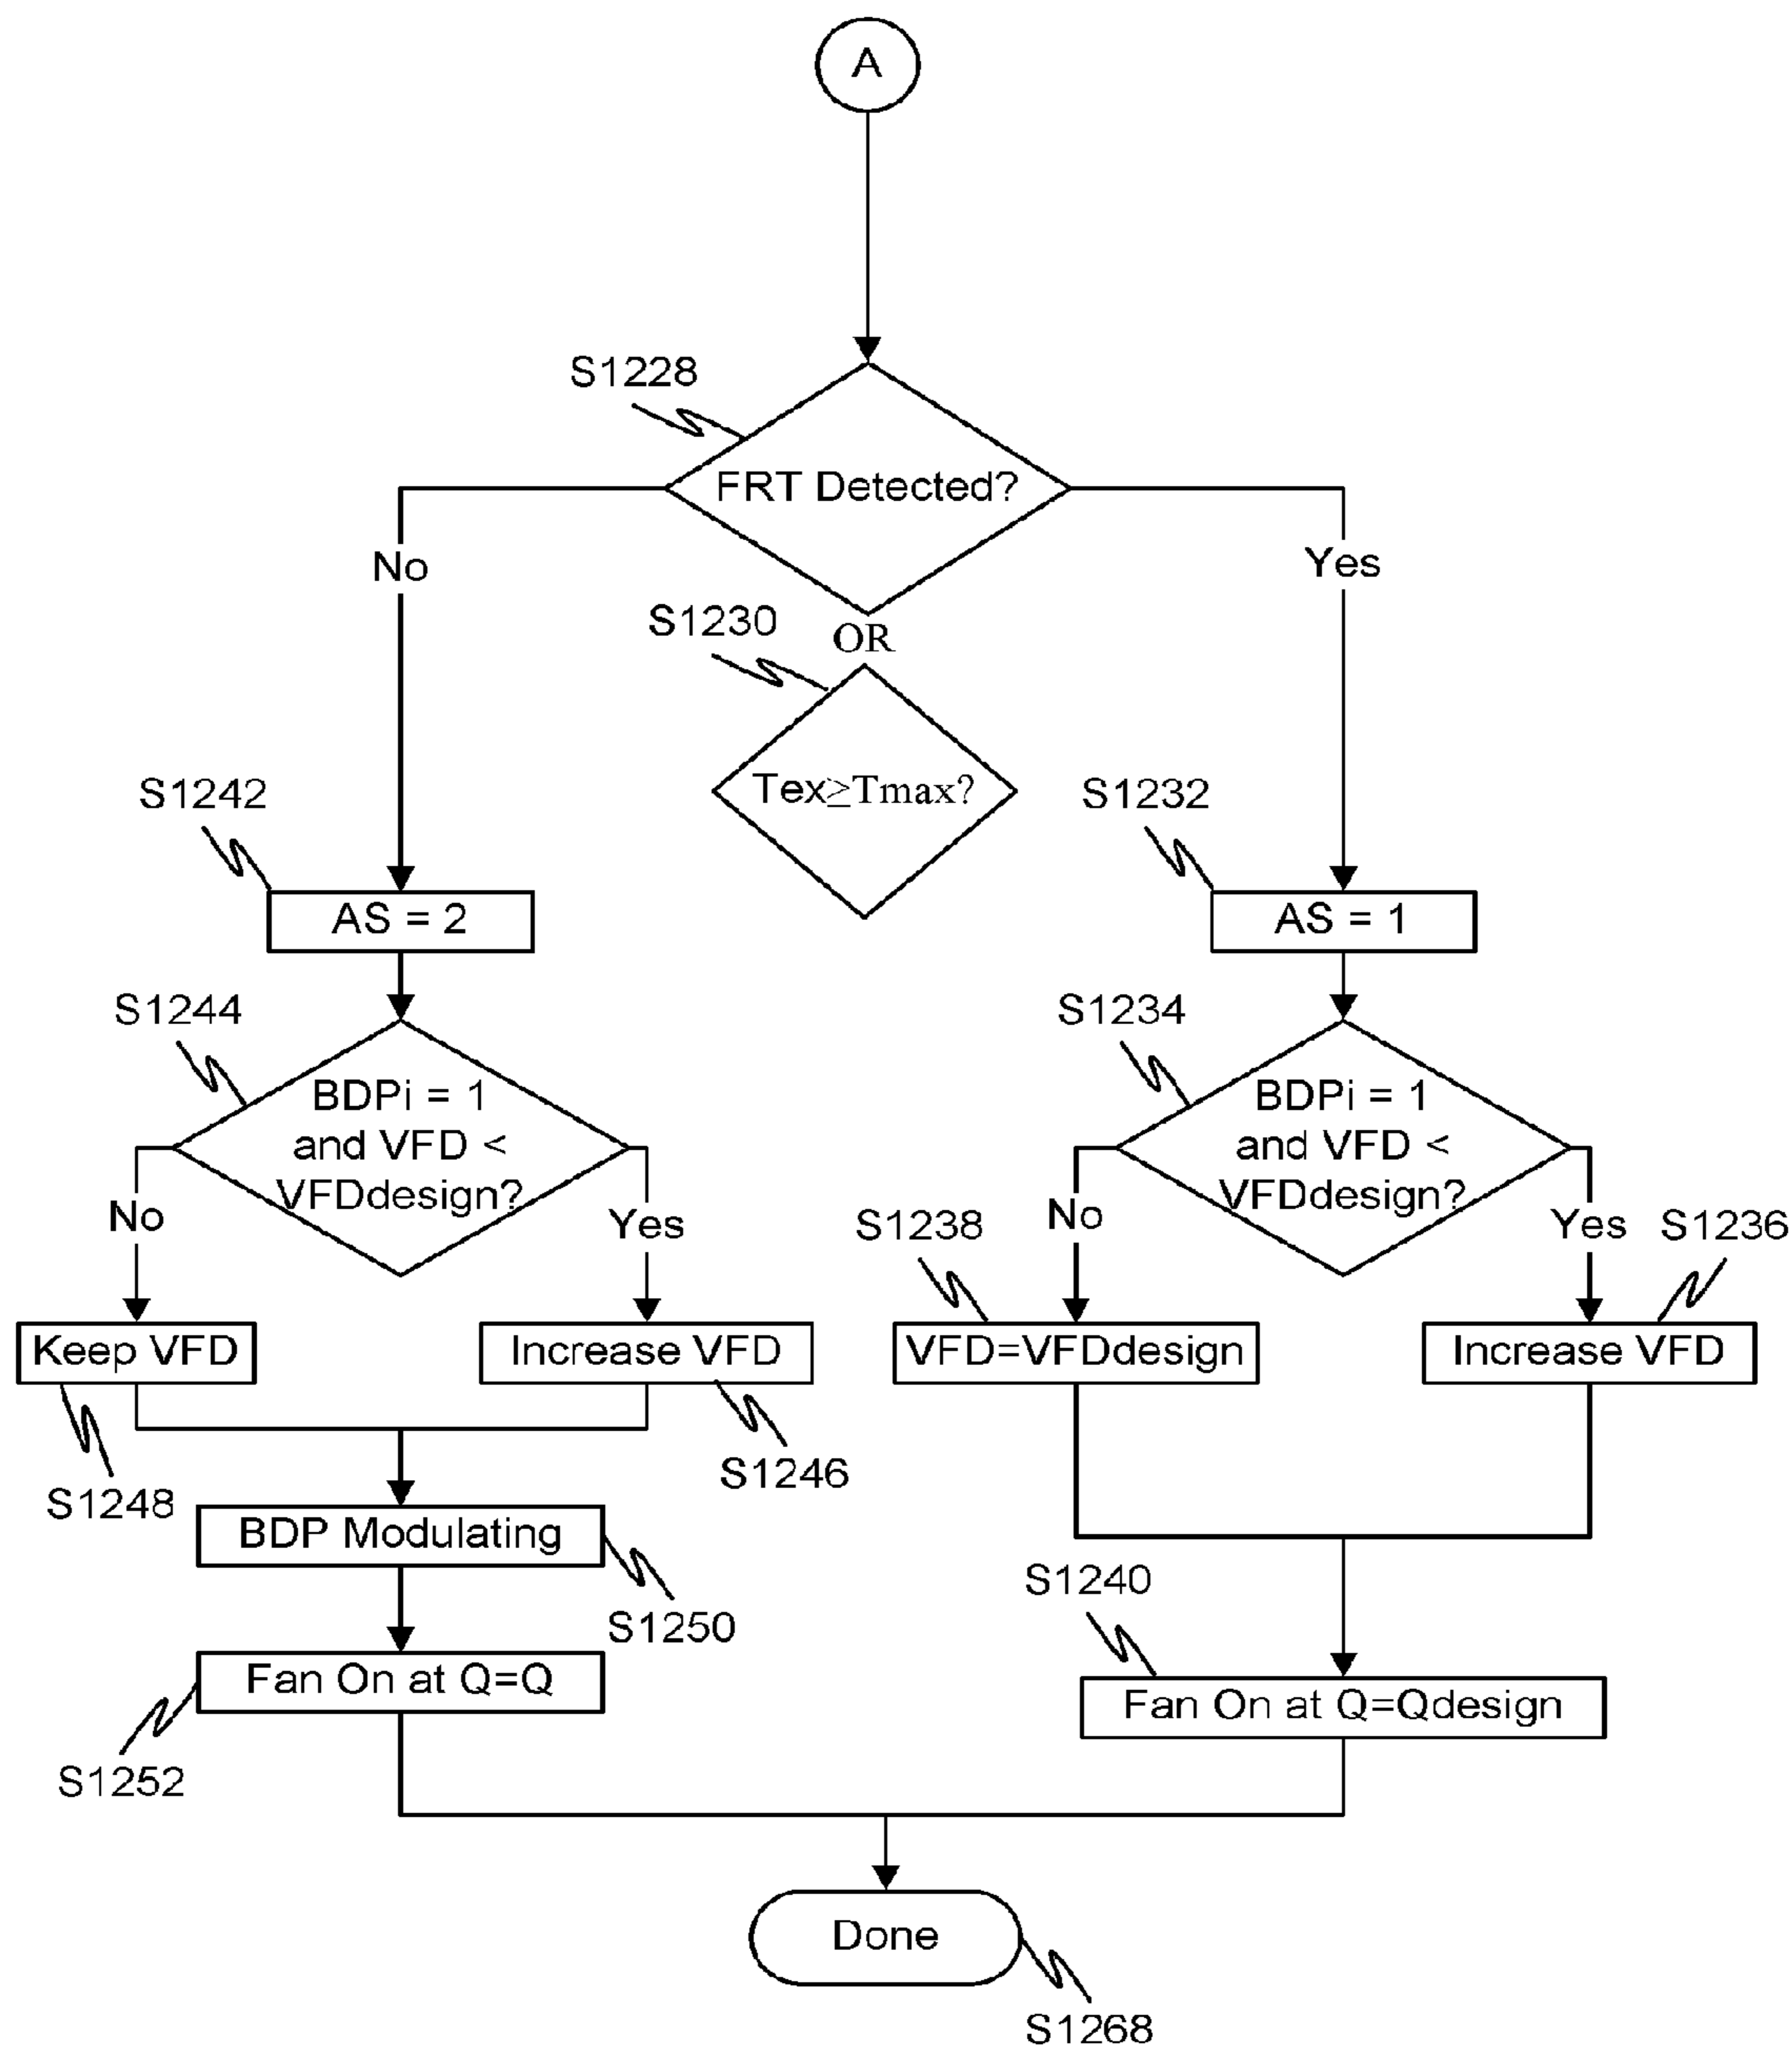 A
S1228
FRT Detected?
No
Yes
S1230
OR
Tex≥Tmax?
S1242
S1232
AS = 2
AS = 1
S1244
BDPi = 1
and VFD <
VFDdesign?
S1234
BDPi = 1
and VFD <
VFDdesign?
No
Yes
S1238
No
Yes
S1236
Keep VFD
Increase VFD
VFD=VFDdesign
Increase VFD
S1248
S1246
BDP Modulating
S1250
S1240
Fan On at Q=Q
Fan On at Q=Qdesign
S1252
Done
S1268